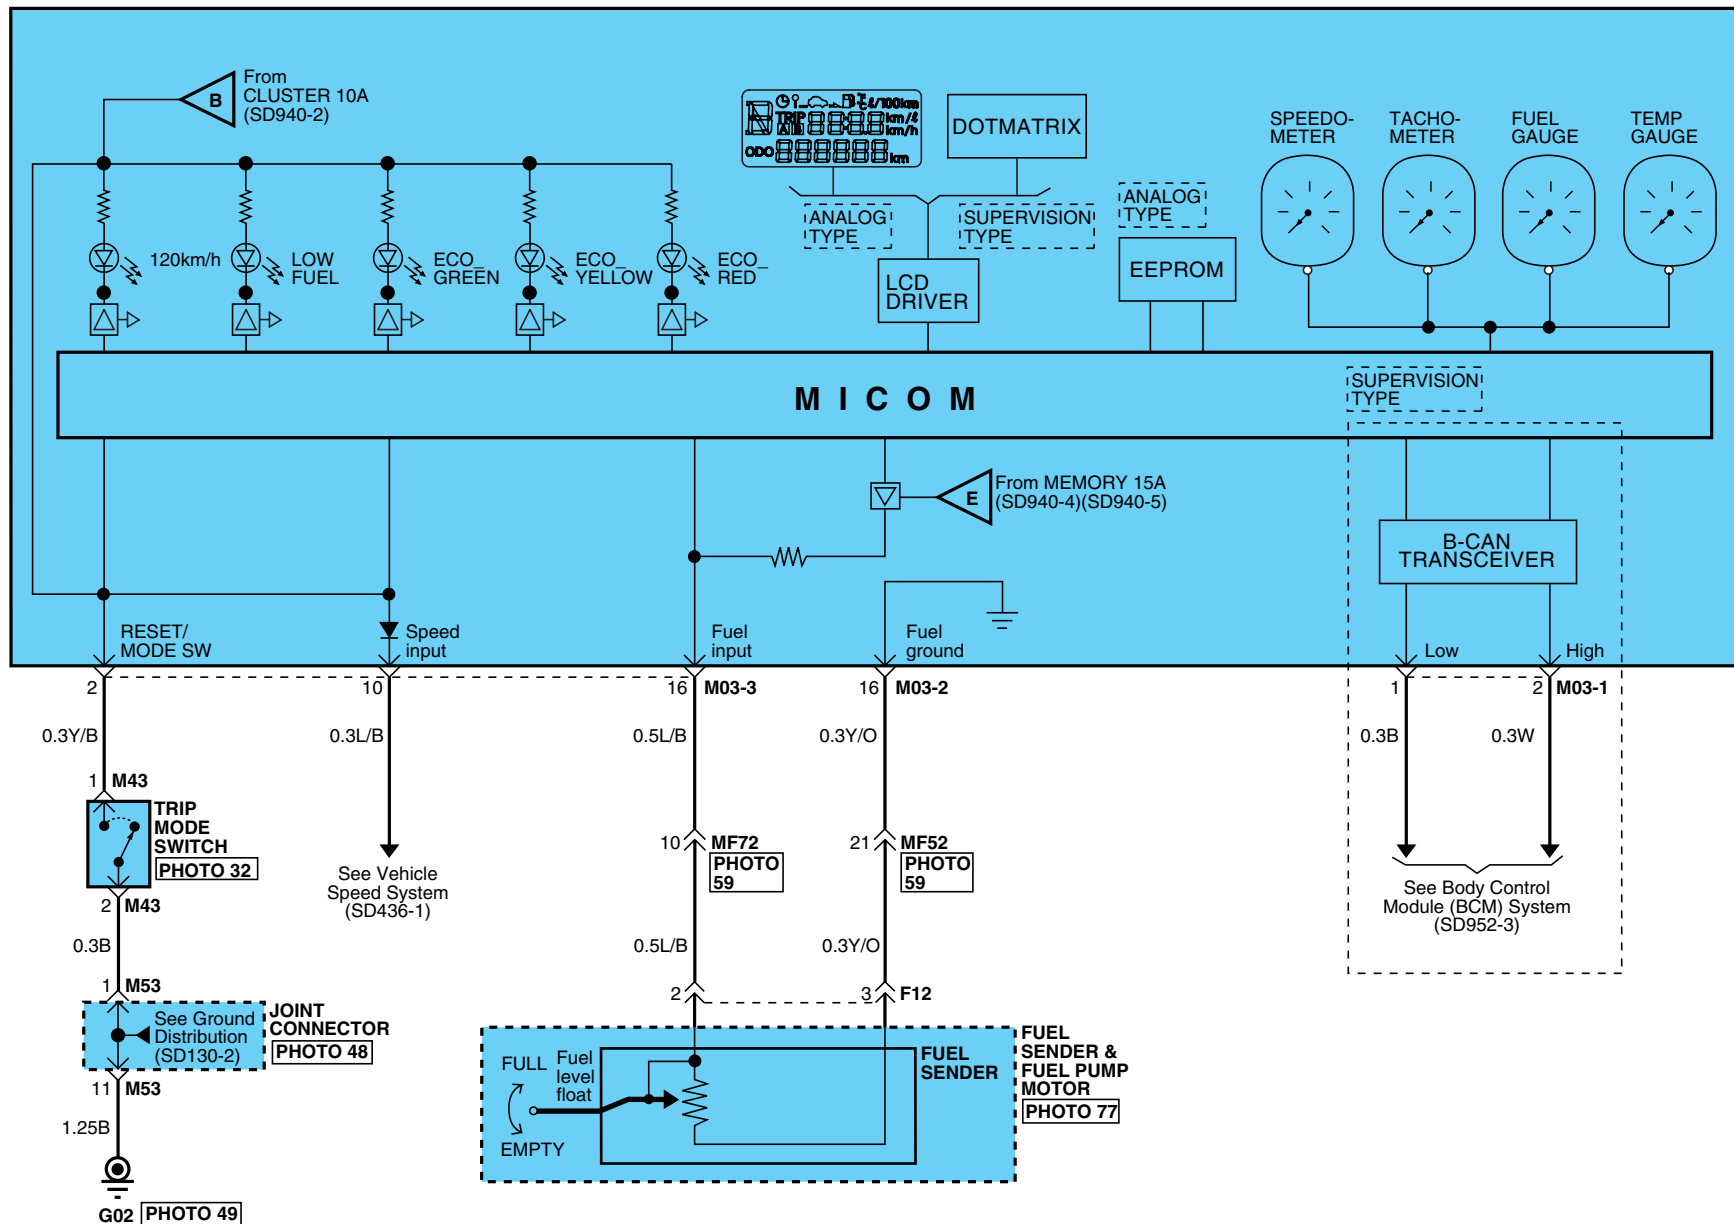 From
CLUSTER 10A
(SD940-2)
B
TRIP
A B
ODO
ℓ/100km
km/ℓ
km/h
km
DOTMATRIX
SPEEDO-
METER
TACHO-
METER
FUEL
GAUGE
TEMP
GAUGE
ANALOG
TYPE
SUPERVISION
TYPE
ANALOG
TYPE
120km/h
LOW
FUEL
ECO_
GREEN
ECO_
YELLOW
ECO_
RED
LCD
DRIVER
EEPROM
MICOM
SUPERVISION
TYPE
E
From MEMORY 15A
(SD940-4)(SD940-5)
B-CAN
TRANSCEIVER
RESET/
MODE SW
Speed
input
Fuel
input
Fuel
ground
Low
High
2
10
16 M03-3
16 M03-2
1
2 M03-1
0.3Y/B
0.3L/B
0.5L/B
0.3Y/O
0.3B
0.3W
1 M43
TRIP
MODE
SWITCH
PHOTO 32
2 M43
0.3B
See Vehicle
Speed System
(SD436-1)
10 MF72
PHOTO
59
21 MF52
PHOTO
59
See Body Control
Module (BCM) System
(SD952-3)
0.5L/B
0.3Y/O
1 M53
See Ground
Distribution
(SD130-2)
JOINT
CONNECTOR
PHOTO 48
11 M53
1.25B
G02 PHOTO 49
2
3 F12
FULL
Fuel
level
float
EMPTY
FUEL
SENDER
FUEL
SENDER &
FUEL PUMP
MOTOR
PHOTO 77